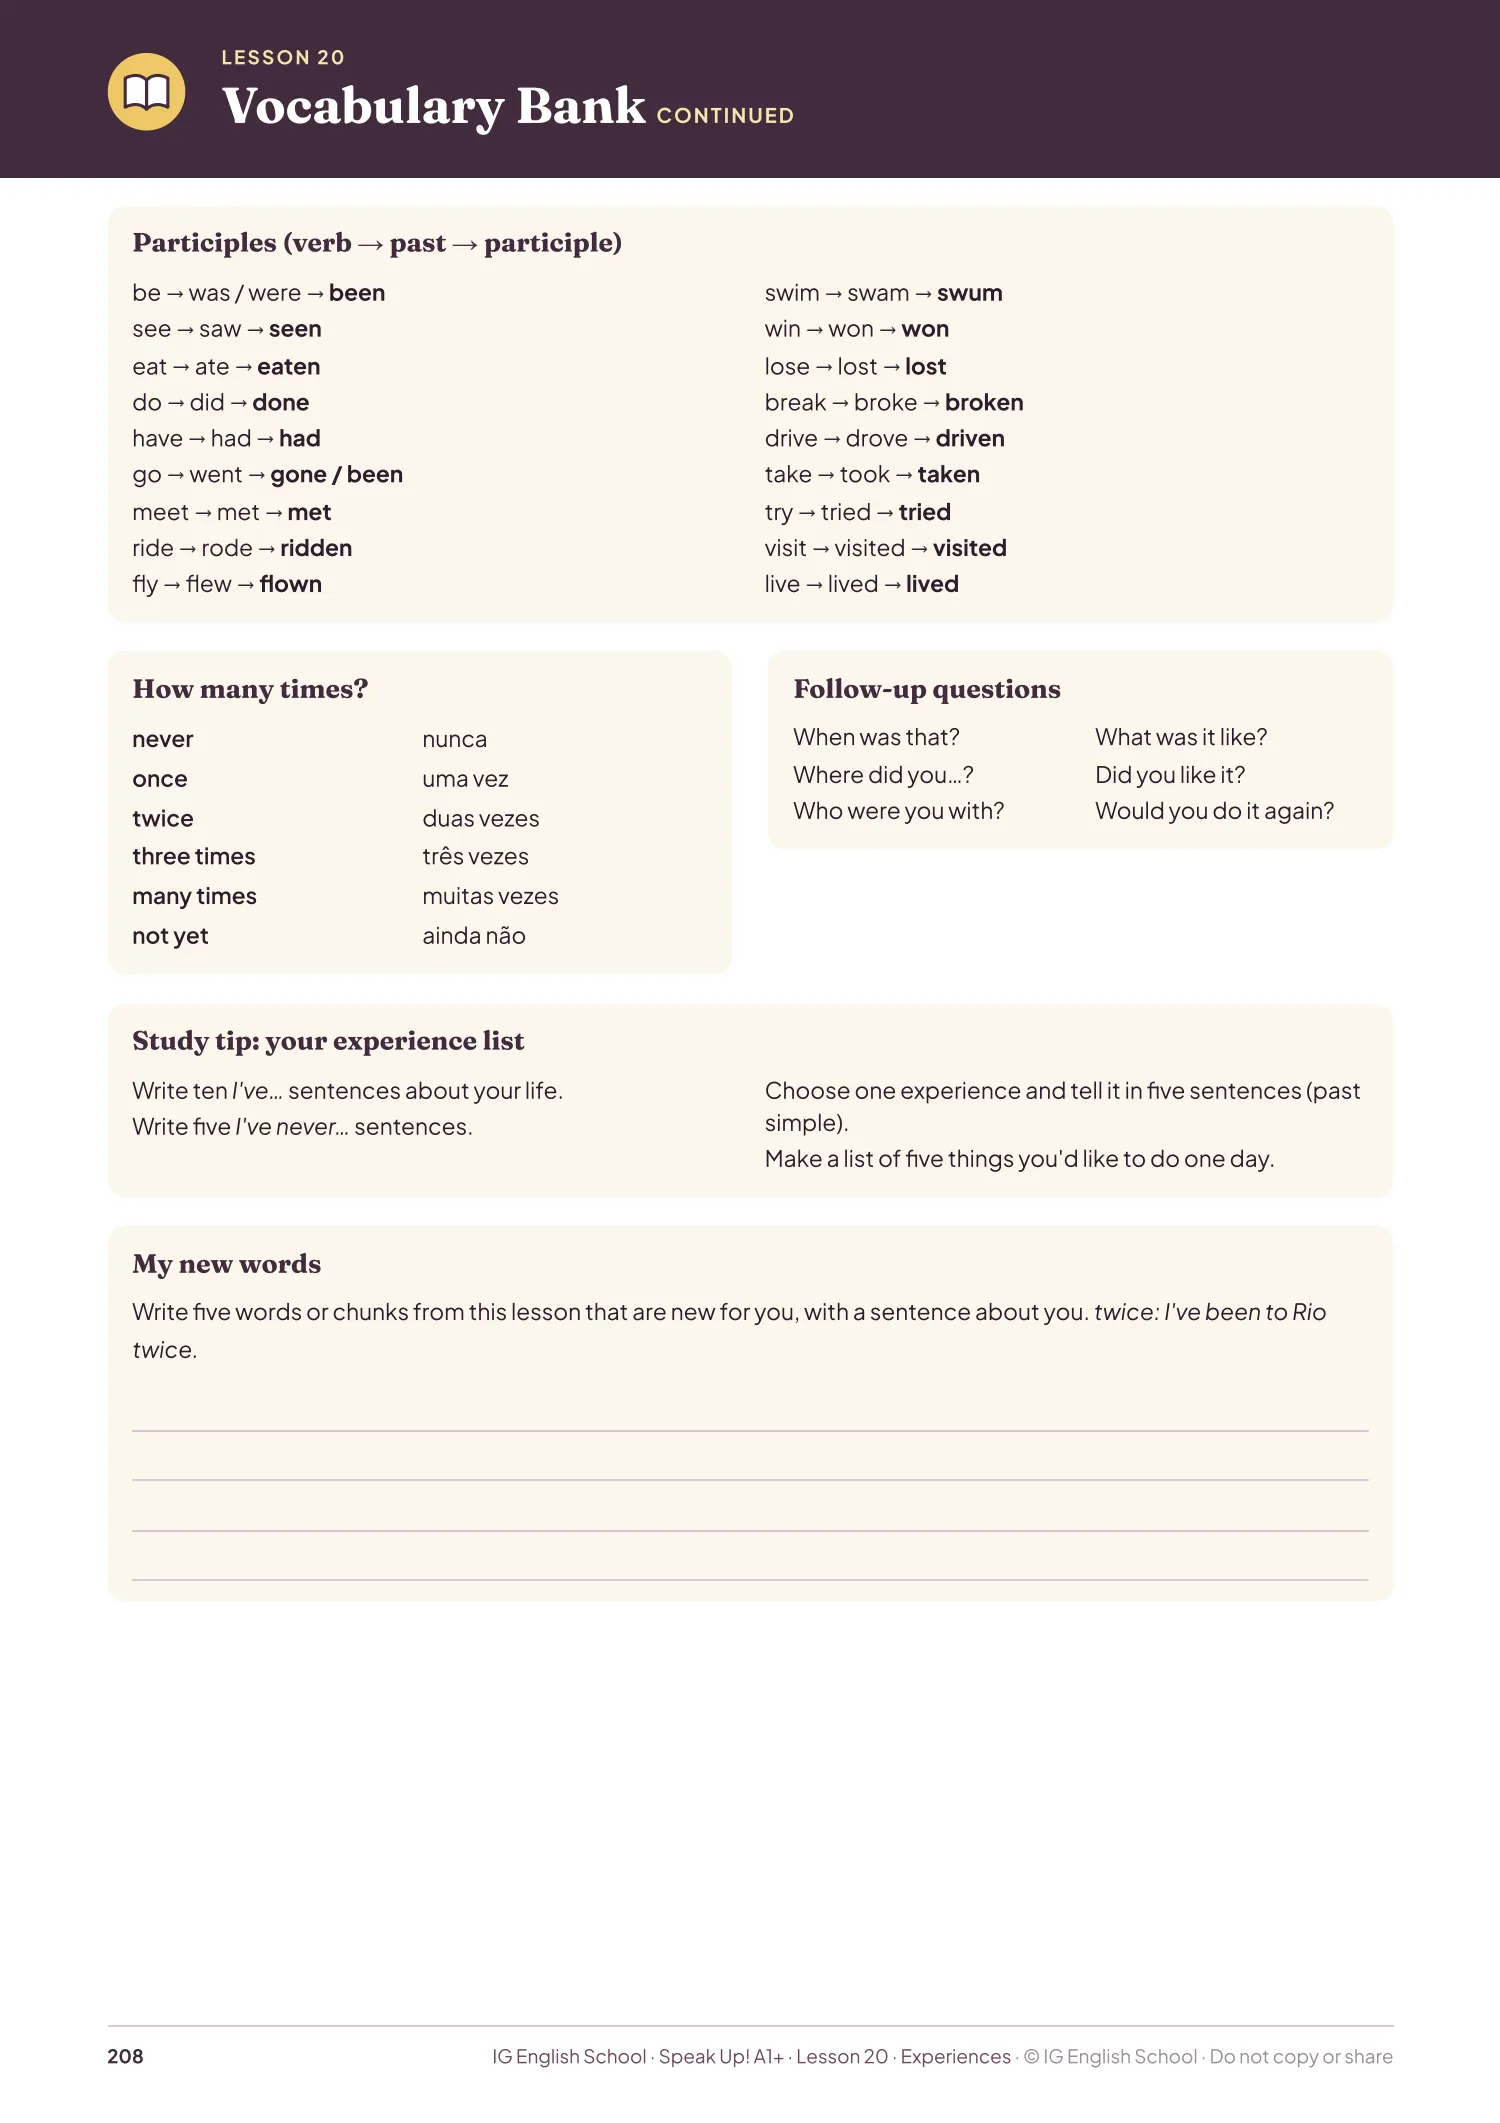 LESSON 20
Vocabulary Bank CONTINUED
Participles (verb → past → participle)
be → was / were → been
see → saw → seen
eat → ate → eaten
do → did → done
have → had → had
go → went → gone / been
meet → met → met
ride → rode → ridden
fly → flew → flown
swim → swam → swum
win → won → won
lose → lost → lost
break → broke → broken
drive → drove → driven
take → took → taken
try → tried → tried
visit → visited → visited
live → lived → lived
How many times?
never nunca
once uma vez
twice duas vezes
three times três vezes
many times muitas vezes
not yet ainda não
Follow-up questions
When was that?
Where did you…?
Who were you with?
What was it like?
Did you like it?
Would you do it again?
Study tip: your experience list
Write ten I've… sentences about your life.
Write five I've never… sentences.
Choose one experience and tell it in five sentences (past
simple).
Make a list of five things you'd like to do one day.
My new words
Write five words or chunks from this lesson that are new for you, with a sentence about you. twice: I've been to Rio
twice.
208 IG English School · Speak Up! A1+ · Lesson 20 · Experiences · © IG English School · Do not copy or share